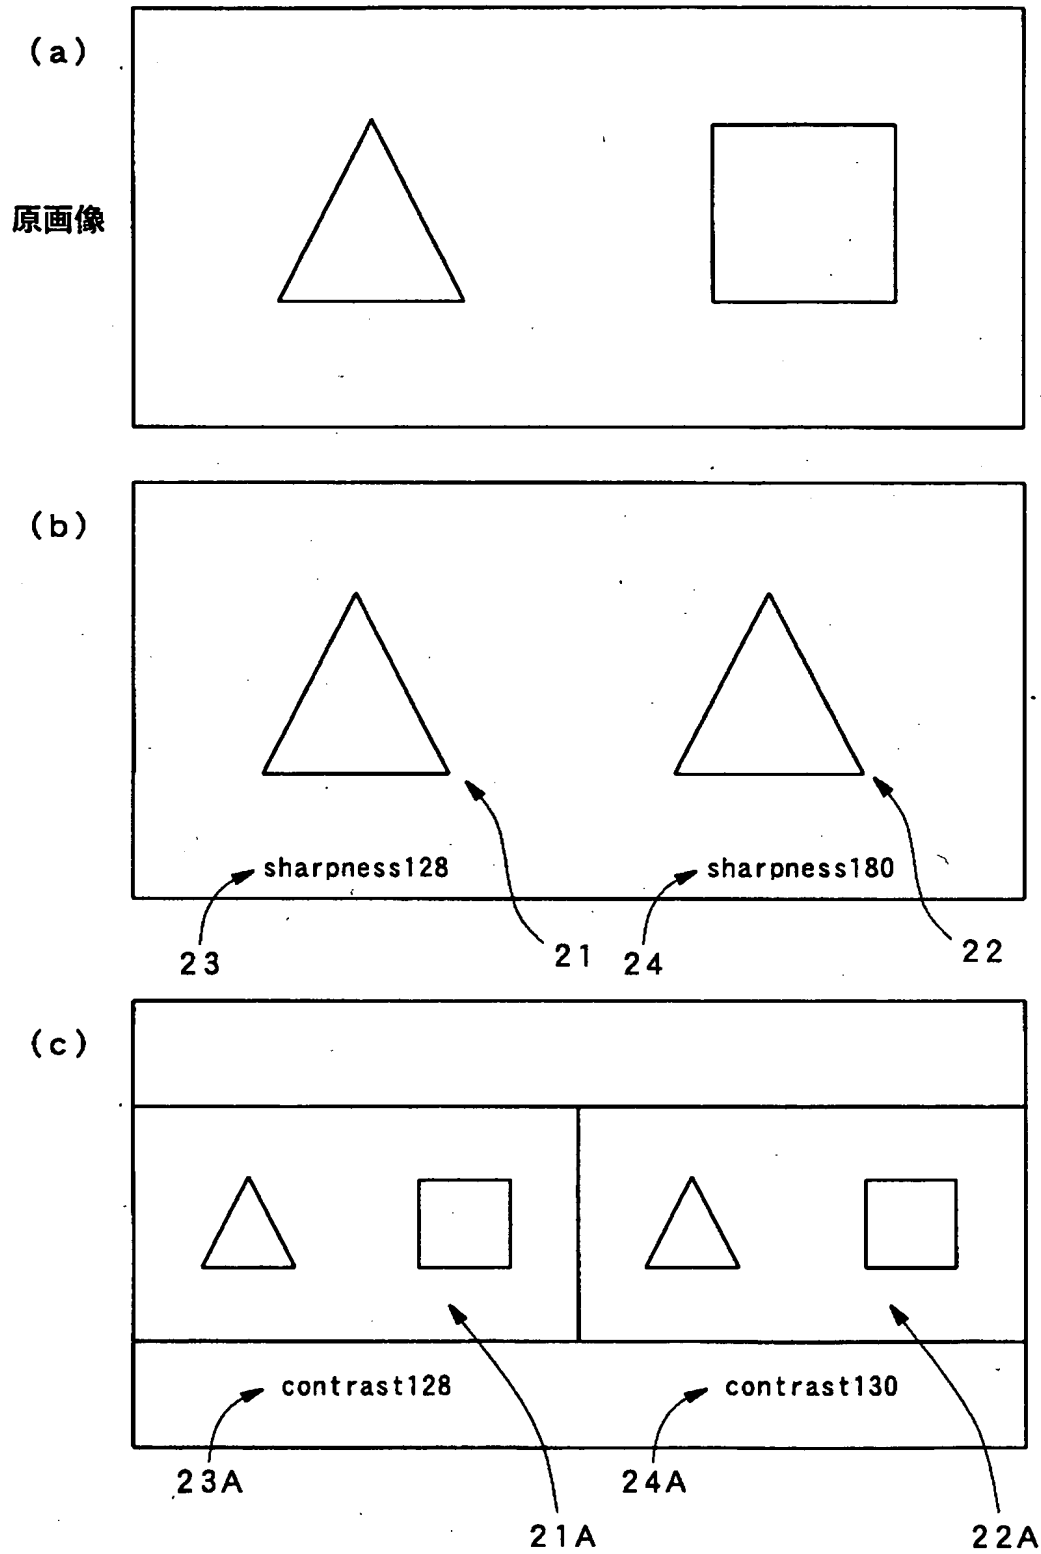 (a)
原画像
(b)
sharpness128
sharpness180
23
21
24
22
(c)
contrast128
contrast130
23A
24A
21A
22A